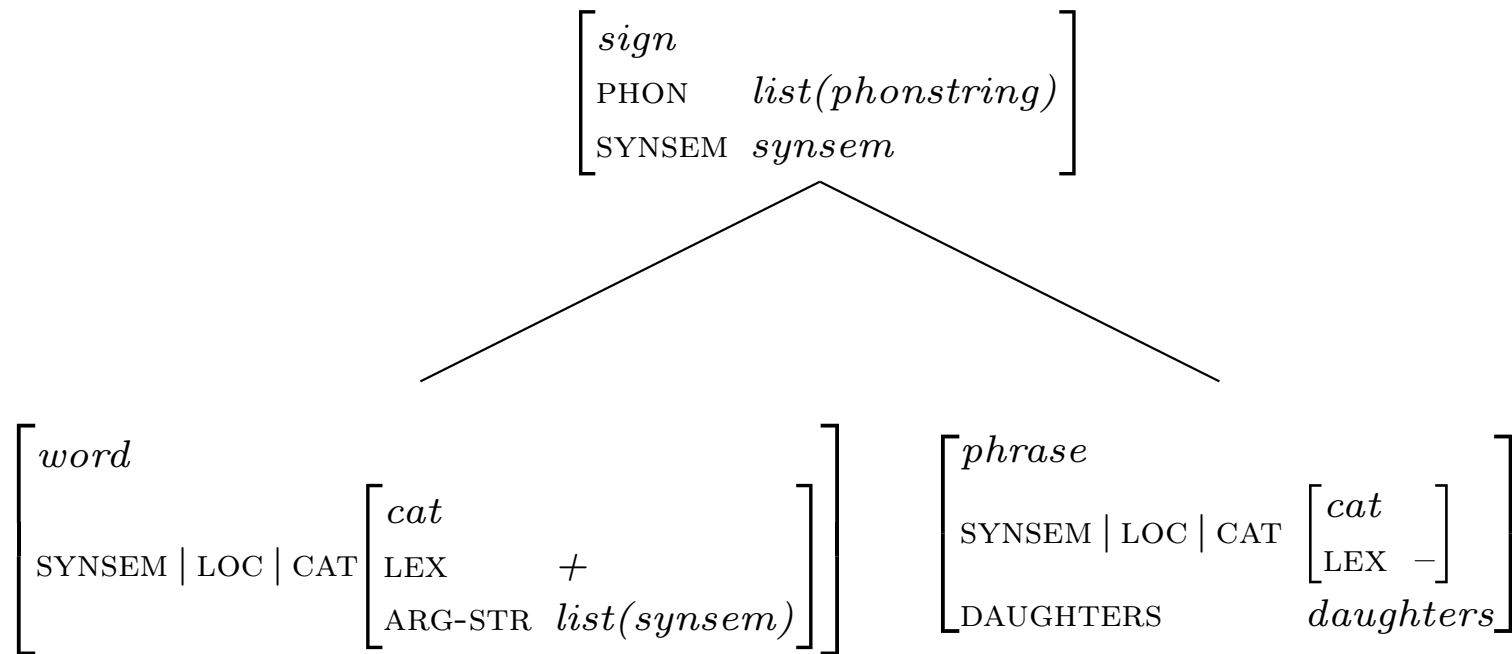 sign
PHON list(phonstring)
SYNSEM synsem
word
SYNSEM | LOC | CAT
cat
LEX +
ARG-STR list(synsem)
phrase
SYNSEM | LOC | CAT
cat
LEX –
DAUGHTERS daughters